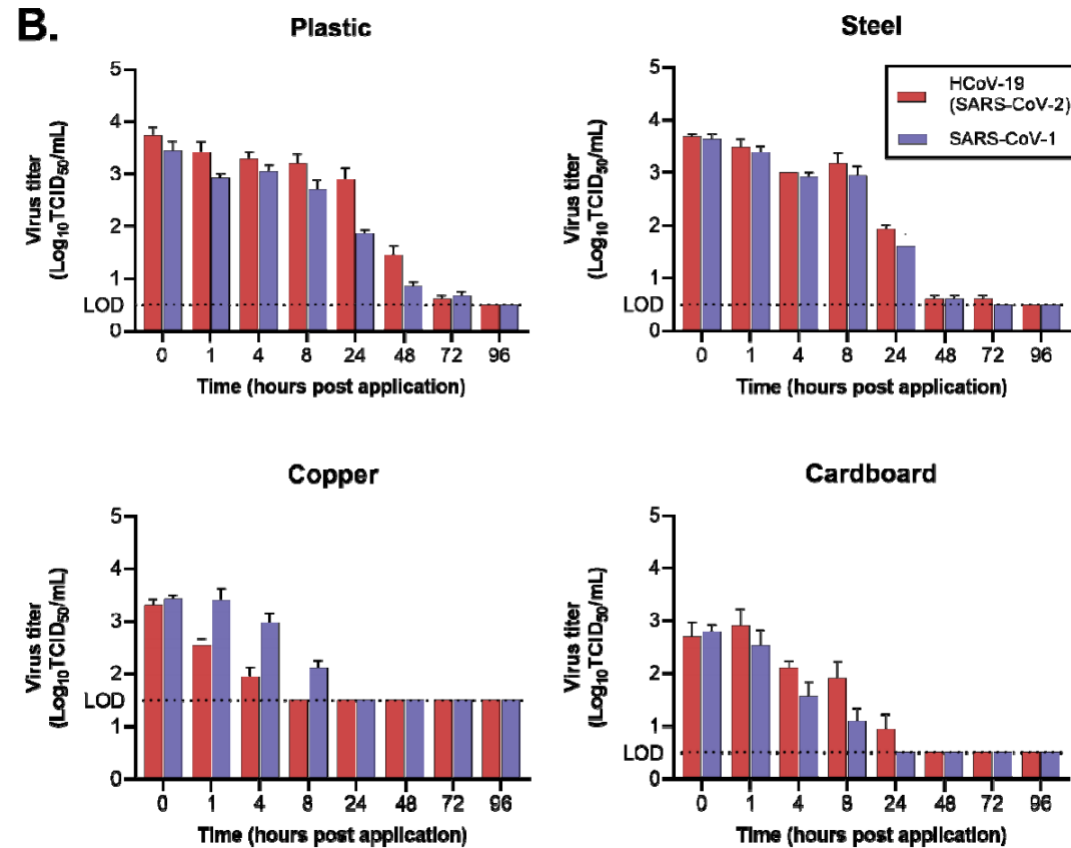 B.
Plastic
Virus titer
(Log₁₀TCID₅₀/mL)
5
4
3
2
1
LOD
0
0 1 4 8 24 48 72 96
Time (hours post application)
Steel
HCoV-19
(SARS-CoV-2)
SARS-CoV-1
Virus titer
(Log₁₀TCID₅₀/mL)
5
4
3
2
1
LOD
0
0 1 4 8 24 48 72 96
Time (hours post application)
Copper
Virus titer
(Log₁₀TCID₅₀/mL)
5
4
3
2
LOD
1
0
0 1 4 8 24 48 72 96
Time (hours post application)
Cardboard
Virus titer
(Log₁₀TCID₅₀/mL)
5
4
3
2
1
LOD
0
0 1 4 8 24 48 72 96
Time (hours post application)